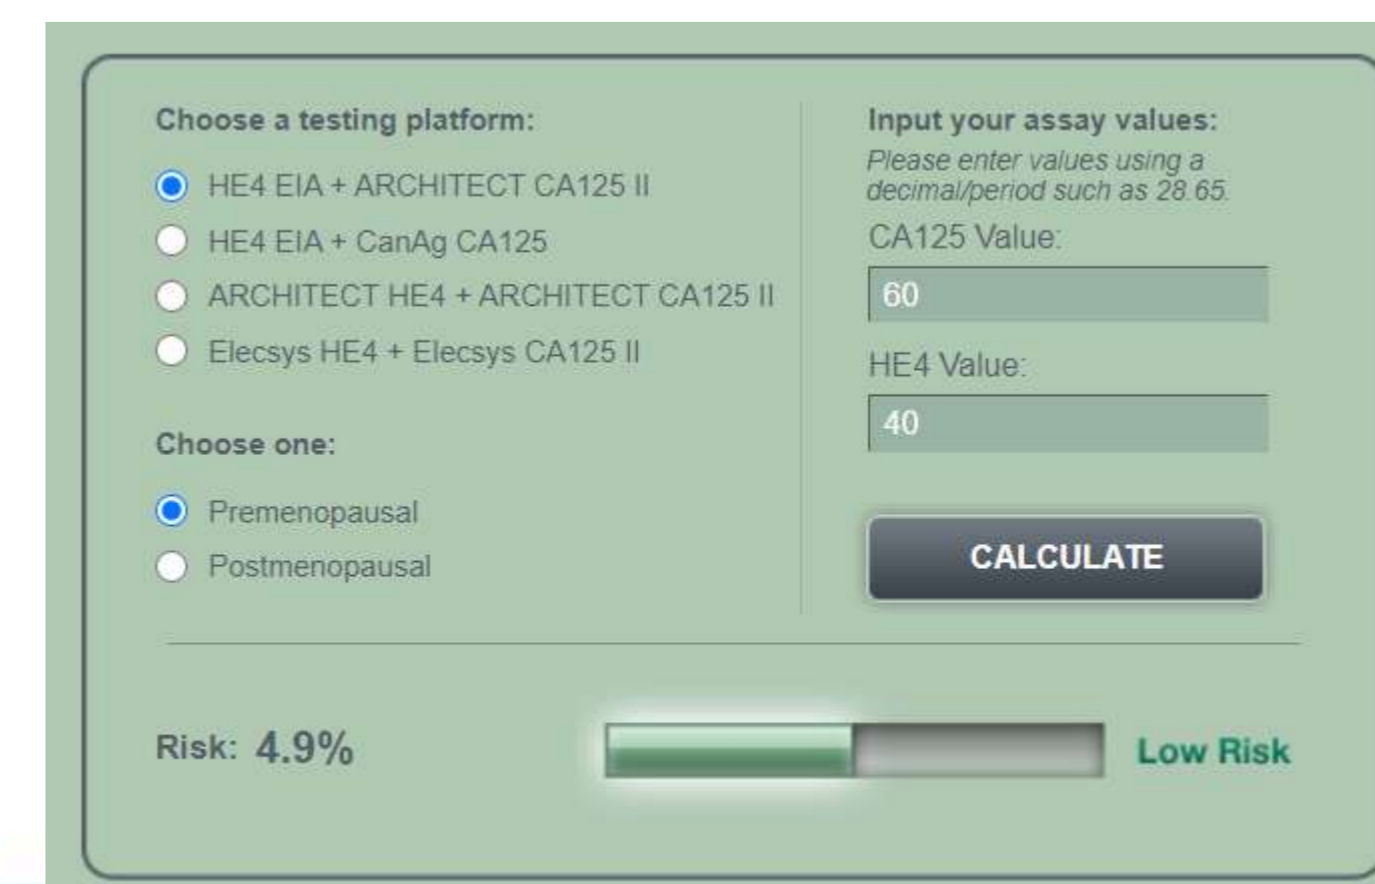 Choose a testing platform:
HE4 EIA + ARCHITECT CA125 II
HE4 EIA + CanAg CA125
ARCHITECT HE4 + ARCHITECT CA125 II
Elecsys HE4 + Elecsys CA125 II
Choose one:
Premenopausal
Postmenopausal
Input your assay values:
Please enter values using a
decimal/period such as 28.65.
CA125 Value:
60
HE4 Value:
40
CALCULATE
Risk: 4.9%
Low Risk